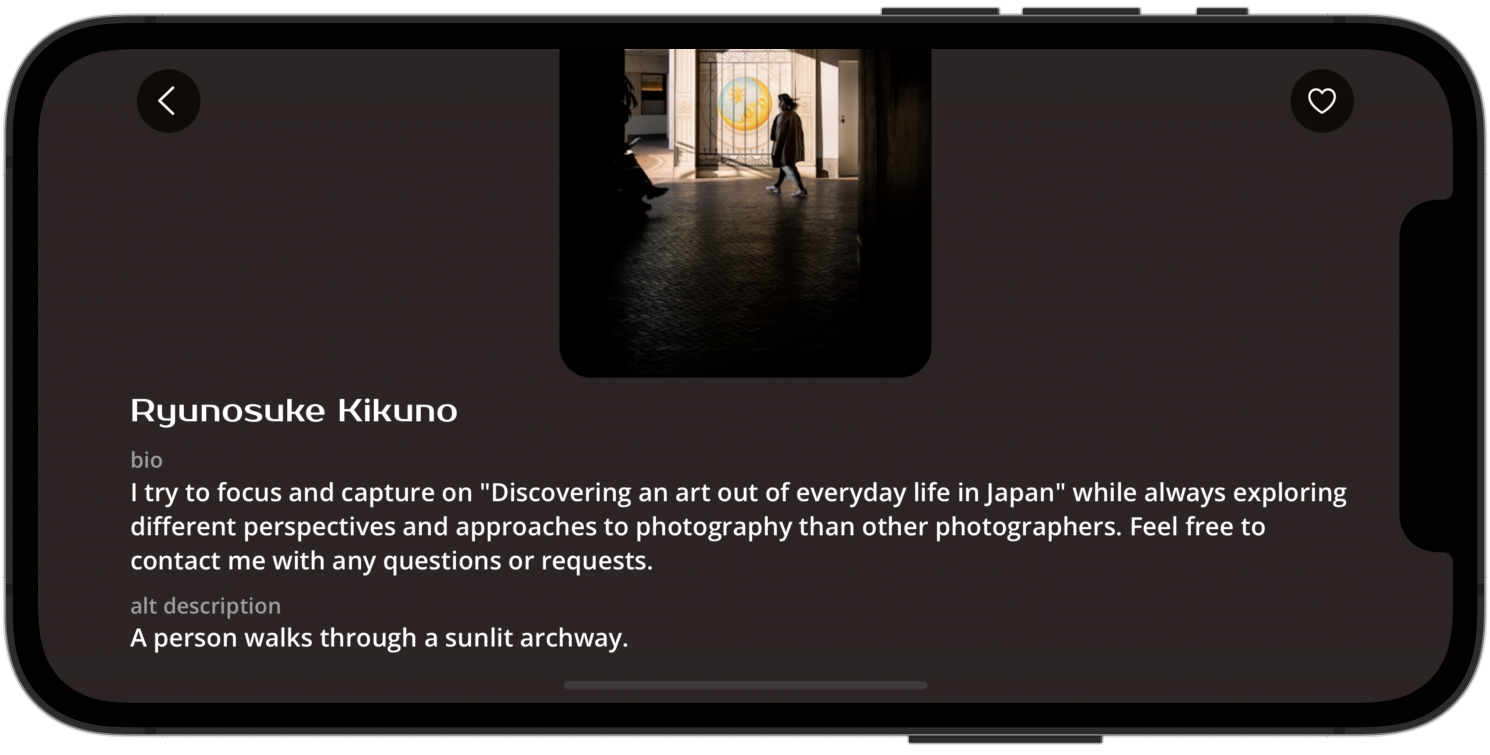 Ryunosuke Kikuno
bio
I try to focus and capture on "Discovering an art out of everyday life in Japan" while always exploring
different perspectives and approaches to photography than other photographers. Feel free to
contact me with any questions or requests.
alt description
A person walks through a sunlit archway.